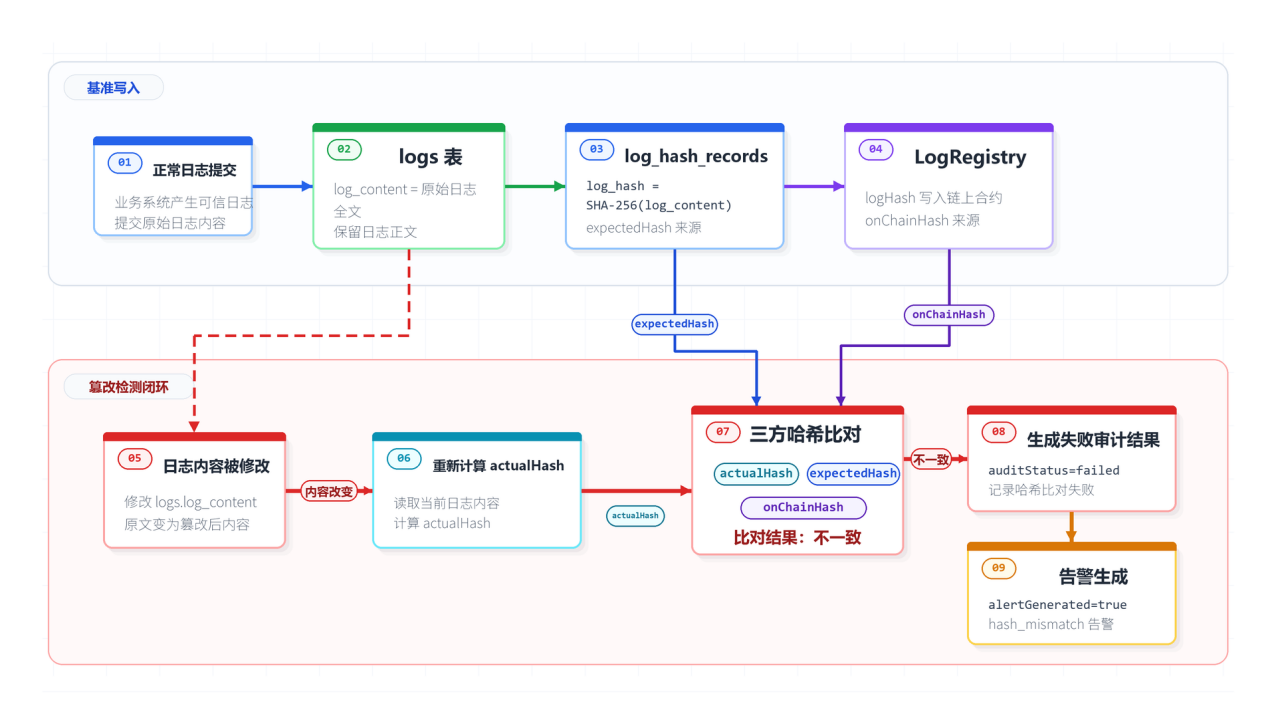 基准写入
01
正常日志提交
业务系统产生可信日志
提交原始日志内容
02
logs 表
log_content = 原始日志
全文
保留日志正文
03
log_hash_records
log_hash =
SHA-256(log_content)
expectedHash 来源
04
LogRegistry
logHash 写入链上合约
onChainHash 来源
expectedHash
onChainHash
篡改检测闭环
05
日志内容被修改
修改 logs.log_content
原文变为篡改后内容
内容改变
06
重新计算 actualHash
读取当前日志内容
计算 actualHash
actualHash
07
三方哈希比对
actualHash
expectedHash
onChainHash
比对结果：不一致
不一致
08
生成失败审计结果
auditStatus=failed
记录哈希比对失败
09
告警生成
alertGenerated=true
hash_mismatch 告警